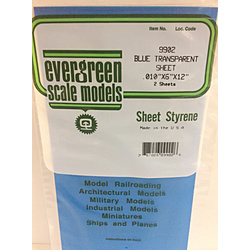 Item No. Loc. Code
9902
BLUE TRANSPARENT
SHEET
.010"X6"X12"
2 Sheets
evergreen
scale models
Sheet Styrene
Made in the U S A
Model Railroading
Architectural Models
Military Models
Industrial Models
Miniatures
Ships and Planes